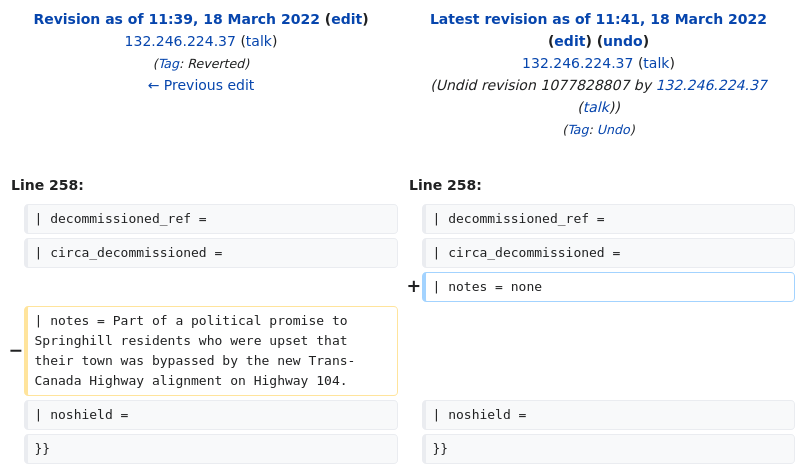 Revision as of 11:39, 18 March 2022 (edit)
132.246.224.37 (talk)
(Tag: Reverted)
← Previous edit
Latest revision as of 11:41, 18 March 2022
(edit) (undo)
132.246.224.37 (talk)
(Undid revision 1077828807 by 132.246.224.37
(talk))
(Tag: Undo)
Line 258:
Line 258:
| decommissioned_ref =
| decommissioned_ref =
| circa_decommissioned =
| circa_decommissioned =
+ | notes = none
− | notes = Part of a political promise to
Springhill residents who were upset that
their town was bypassed by the new Trans-
Canada Highway alignment on Highway 104.
| noshield =
| noshield =
}}
}}